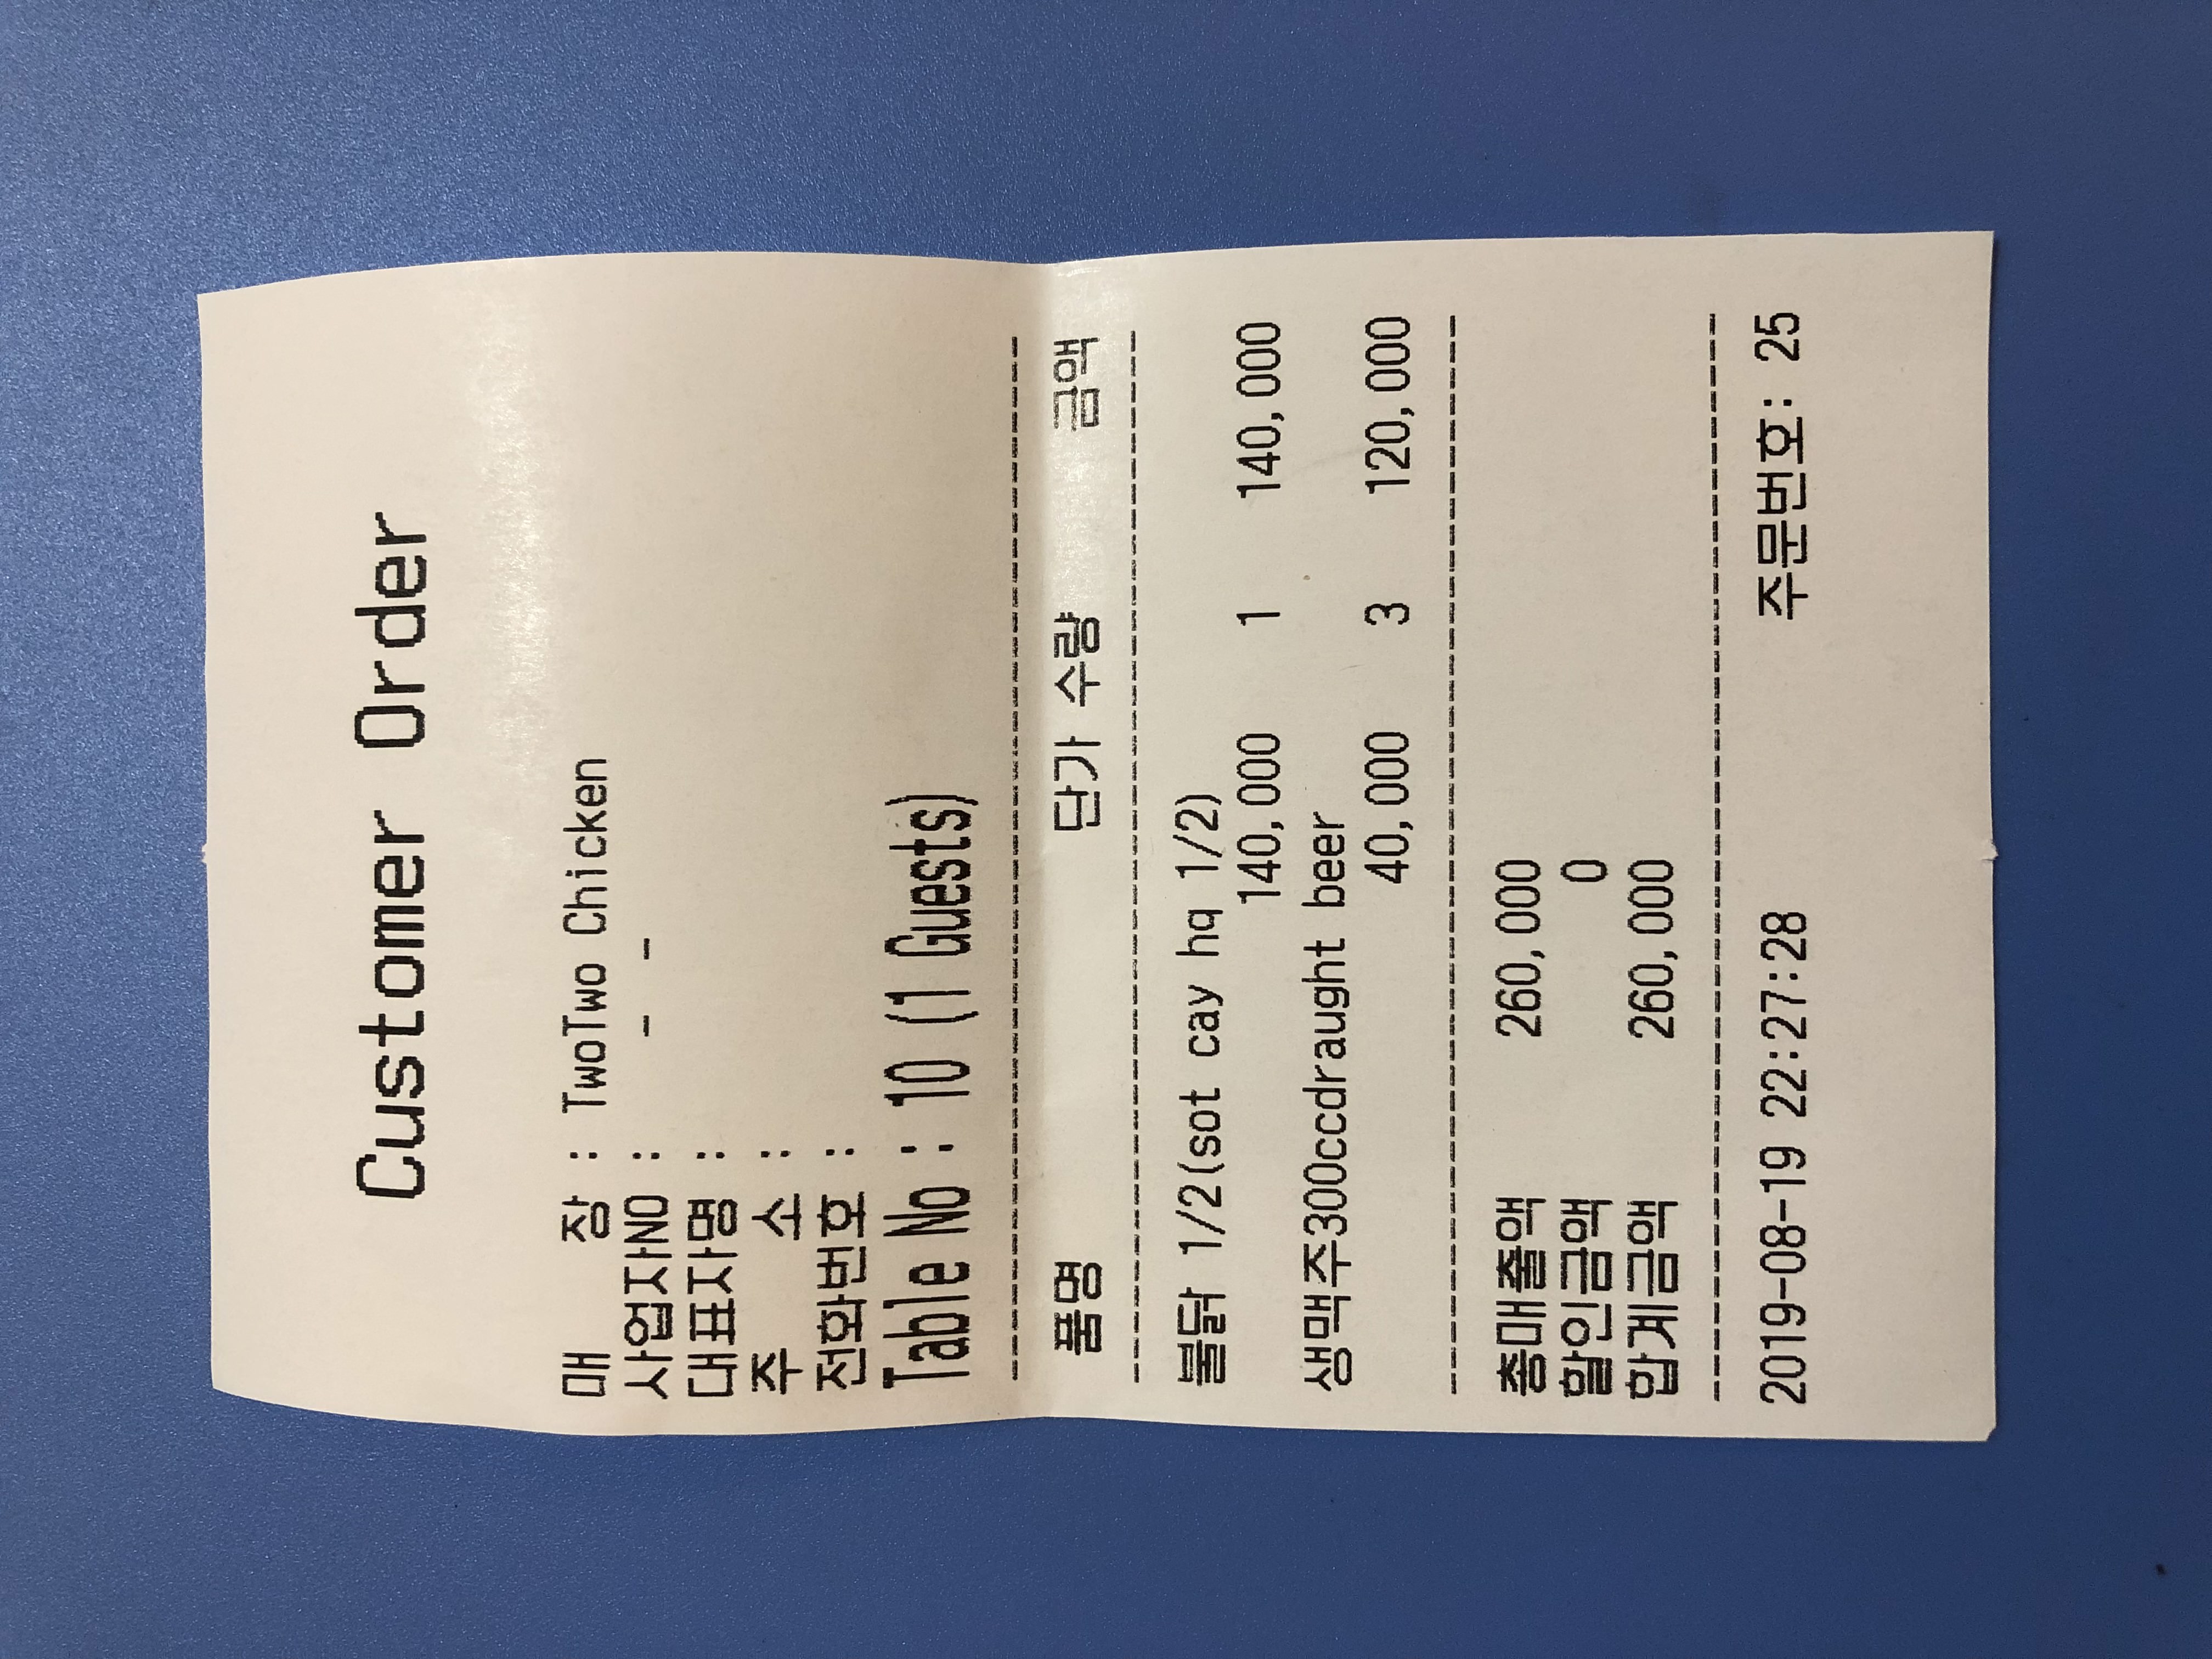 Customer Order
매 장 : TwoTwo Chicken
사업자NO : - -
대표자명 :
주 소 :
전화번호 :
Table No : 10 (1 Guests)
품명 단가 수량 금액
불닭 1/2(sot cay hq 1/2)
140,000 1 140,000
생맥주300ccdraught beer
40,000 3 120,000
총매출액 260,000
할인금액 0
합계금액 260,000
2019-08-19 22:27:28 주문번호: 25